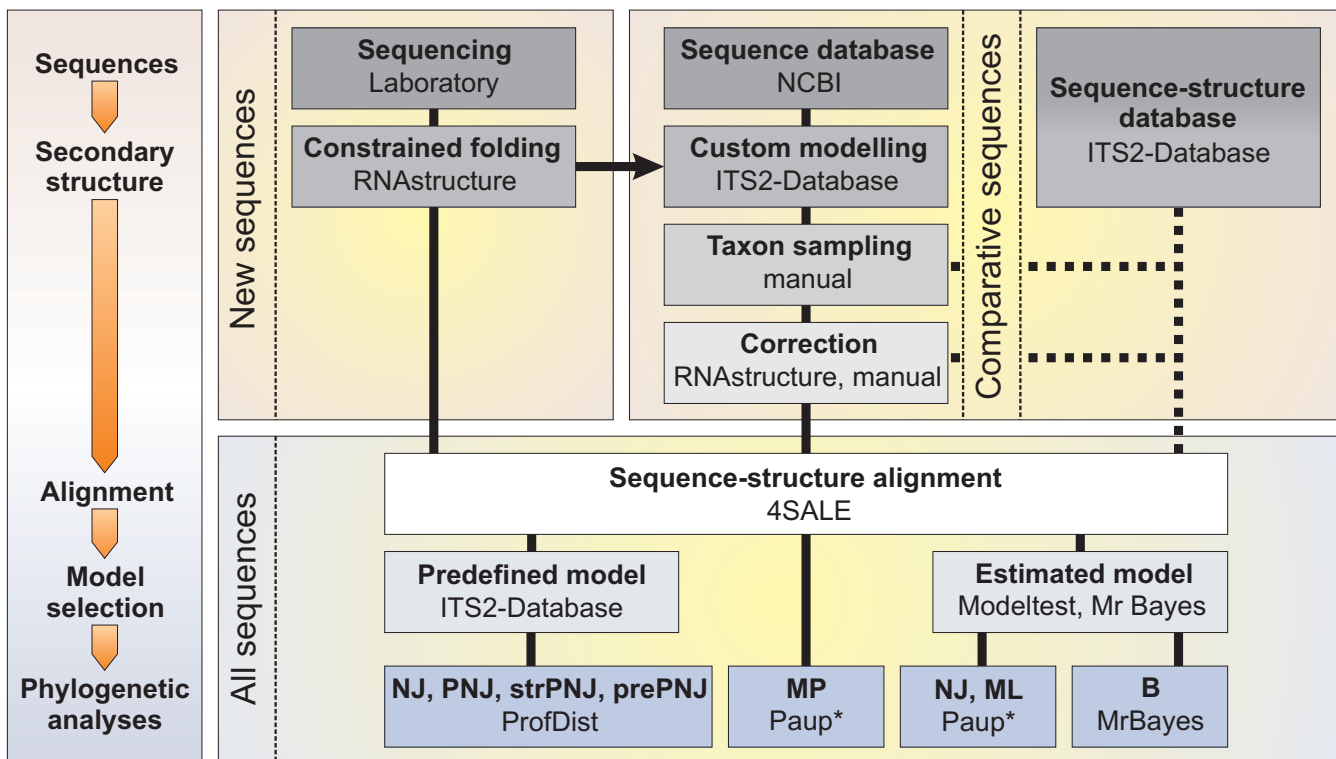 Sequences
Secondary
structure
Alignment
Model
selection
Phylogenetic
analyses
New sequences
Sequencing
Laboratory
Constrained folding
RNAstructure
Sequence database
NCBI
Custom modelling
ITS2-Database
Taxon sampling
manual
Correction
RNAstructure, manual
Comparative sequences
Sequence-structure
database
ITS2-Database
All sequences
Sequence-structure alignment
4SALE
Predefined model
ITS2-Database
Estimated model
Modeltest, Mr Bayes
NJ, PNJ, strPNJ, prePNJ
ProfDist
MP
Paup*
NJ, ML
Paup*
B
MrBayes